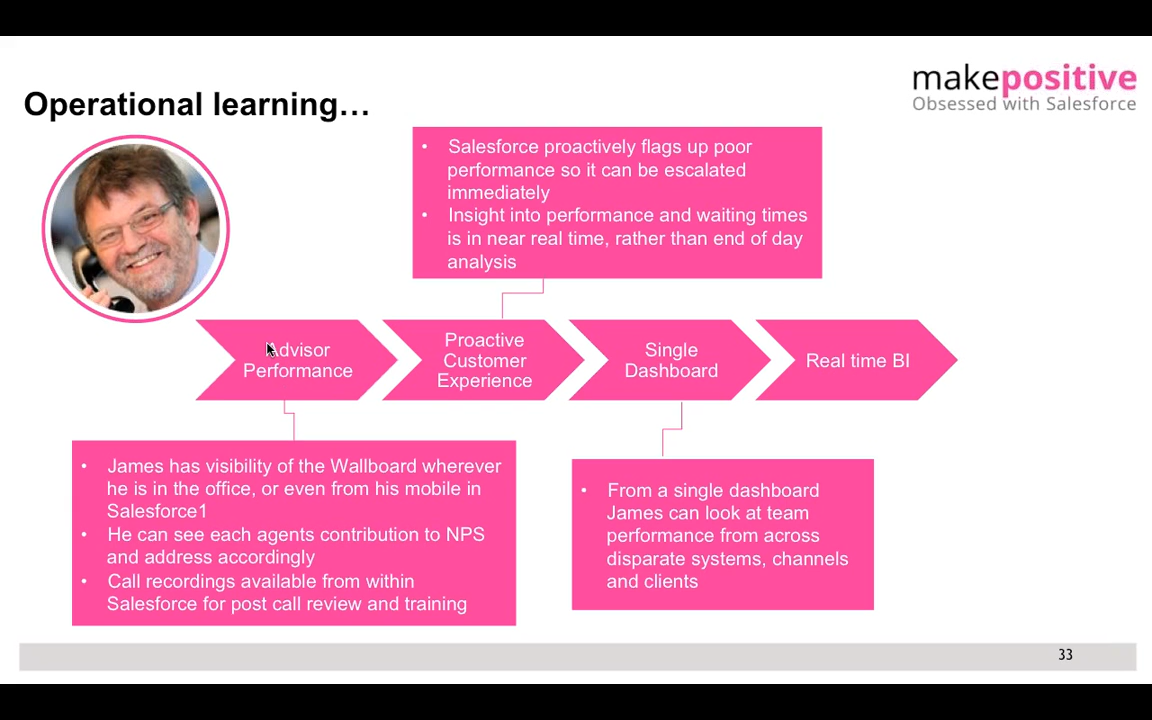 makepositive
Obsessed with Salesforce
Operational learning…
• Salesforce proactively flags up poor
performance so it can be escalated
immediately
• Insight into performance and waiting times
is in near real time, rather than end of day
analysis
Advisor
Performance
Proactive
Customer
Experience
Single
Dashboard
Real time BI
• James has visibility of the Wallboard wherever
he is in the office, or even from his mobile in
Salesforce1
• He can see each agents contribution to NPS
and address accordingly
• Call recordings available from within
Salesforce for post call review and training
• From a single dashboard
James can look at team
performance from across
disparate systems, channels
and clients
33